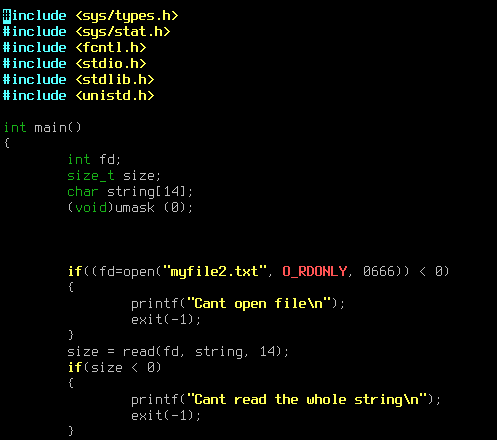 #include <sys/types.h>
#include <sys/stat.h>
#include <fcntl.h>
#include <stdio.h>
#include <stdlib.h>
#include <unistd.h>
int main()
{
int fd;
size_t size;
char string[14];
(void)umask (0);
if((fd=open("myfile2.txt", O_RDONLY, 0666)) < 0)
{
printf("Cant open file\n");
exit(-1);
}
size = read(fd, string, 14);
if(size < 0)
{
printf("Cant read the whole string\n");
exit(-1);
}